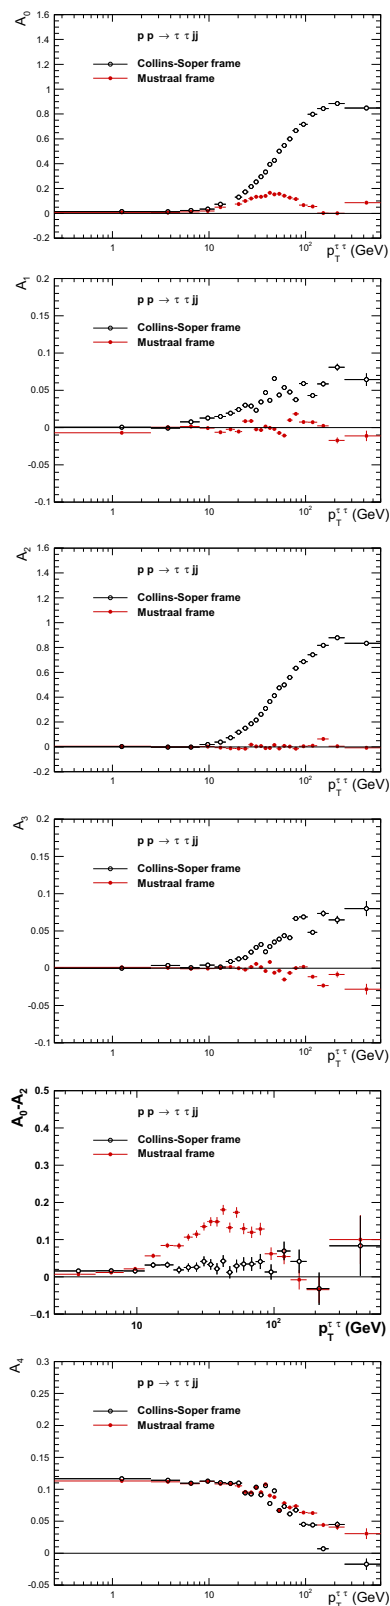 A0
1.6
p p → τ τ jj
1.4
1.2
Collins-Soper frame
Mustraal frame
1
0.8
0.6
0.4
0.2
0
-0.2
1
10
10²
pTττ (GeV)
A1
0.2
p p → τ τ jj
0.15
Collins-Soper frame
Mustraal frame
0.1
0.05
0
-0.05
-0.1
1
10
10²
pTττ (GeV)
A2
1.6
p p → τ τ jj
1.4
1.2
Collins-Soper frame
Mustraal frame
1
0.8
0.6
0.4
0.2
0
-0.2
1
10
10²
pTττ (GeV)
A3
0.2
p p → τ τ jj
0.15
Collins-Soper frame
Mustraal frame
0.1
0.05
0
-0.05
-0.1
1
10
10²
pTττ (GeV)
A0-A2
0.5
p p → τ τ jj
0.4
Collins-Soper frame
Mustraal frame
0.3
0.2
0.1
0
-0.1
10
10²
pTττ (GeV)
A4
0.3
p p → τ τ jj
0.25
Collins-Soper frame
0.2
Mustraal frame
0.15
0.1
0.05
0
-0.05
1
10
10²
pTττ (GeV)